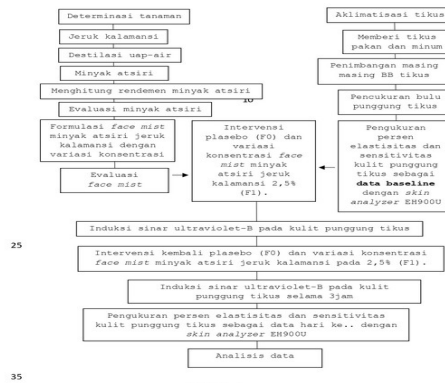 Determinasi tanaman
Jeruk kalamansi
Destilasi uap-air
Minyak atsiri
Menghitung rendemen minyak atsiri
Evaluasi minyak atsiri
Formulasi face mist
minyak atsiri jeruk
kalamansi dengan
variasi konsentrasi
Evaluasi
face mist
Aklimatisasi tikus
Memberi tikus
pakan dan minum
Penimbangan masing
masing BB tikus
Pencukuran bulu
punggung tikus
Pengukuran
persen
elastisitas dan
sensitivitas
kulit punggung
tikus sebagai
data baseline
dengan skin
analyzer EH900U
10
Intervensi
plasebo (F0) dan
variasi
konsentrasi face
mist minyak
atsiri jeruk
kalamansi 2,5%
(F1).
Induksi sinar ultraviolet-B pada kulit punggung tikus
25
Intervensi kembali plasebo (F0) dan variasi konsentrasi
face mist minyak atsiri jeruk kalamansi pada 2,5% (F1).
Induksi sinar ultraviolet-B pada kulit
punggung tikus selama 3jam
Pengukuran persen elastisitas dan sensitivitas
kulit punggung tikus sebagai data hari ke.. dengan
skin analyzer EH900U
Analisis data
35